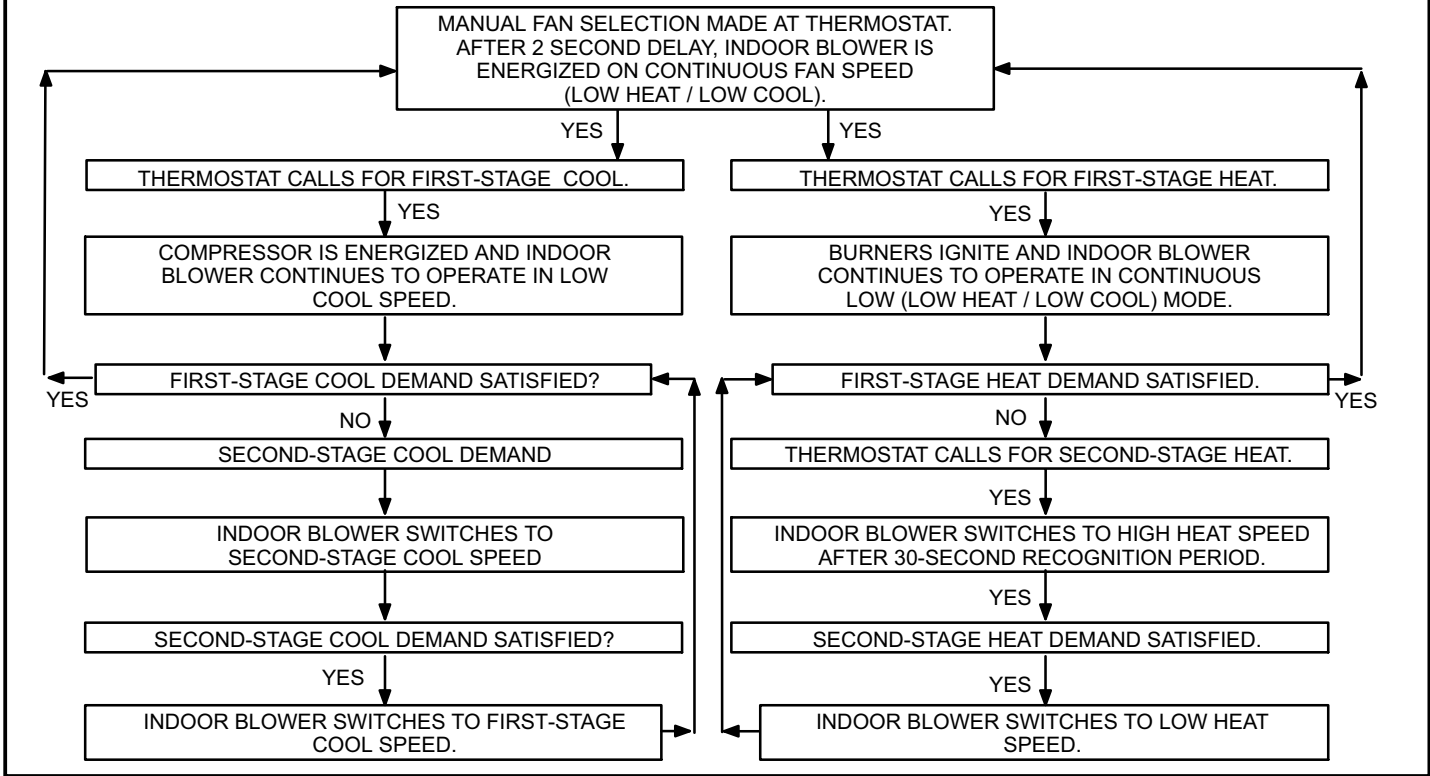 MANUAL FAN SELECTION MADE AT THERMOSTAT.
AFTER 2 SECOND DELAY, INDOOR BLOWER IS
ENERGIZED ON CONTINUOUS FAN SPEED
(LOW HEAT / LOW COOL).
YES
YES
THERMOSTAT CALLS FOR FIRST-STAGE COOL.
YES
COMPRESSOR IS ENERGIZED AND INDOOR
BLOWER CONTINUES TO OPERATE IN LOW
COOL SPEED.
FIRST-STAGE COOL DEMAND SATISFIED?
YES
NO
SECOND-STAGE COOL DEMAND
INDOOR BLOWER SWITCHES TO
SECOND-STAGE COOL SPEED
SECOND-STAGE COOL DEMAND SATISFIED?
YES
INDOOR BLOWER SWITCHES TO FIRST-STAGE
COOL SPEED.
THERMOSTAT CALLS FOR FIRST-STAGE HEAT.
YES
BURNERS IGNITE AND INDOOR BLOWER
CONTINUES TO OPERATE IN CONTINUOUS
LOW (LOW HEAT / LOW COOL) MODE.
FIRST-STAGE HEAT DEMAND SATISFIED.
YES
NO
THERMOSTAT CALLS FOR SECOND-STAGE HEAT.
YES
INDOOR BLOWER SWITCHES TO HIGH HEAT SPEED
AFTER 30-SECOND RECOGNITION PERIOD.
YES
SECOND-STAGE HEAT DEMAND SATISFIED.
YES
INDOOR BLOWER SWITCHES TO LOW HEAT
SPEED.